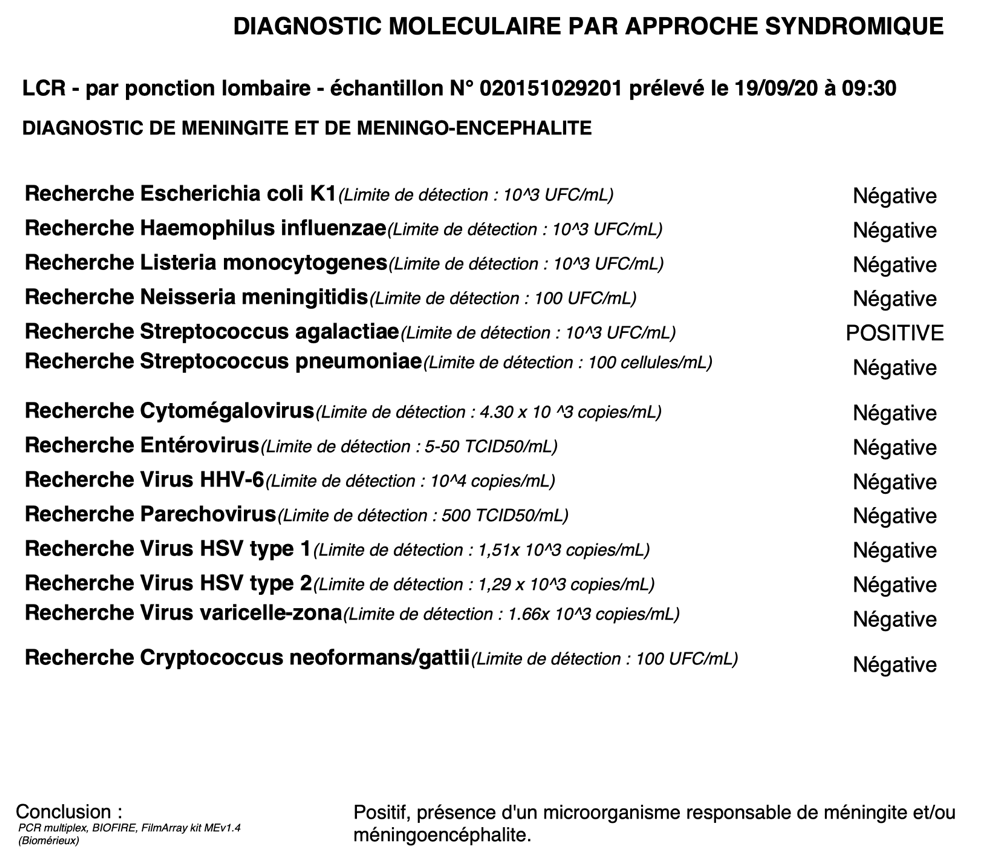 DIAGNOSTIC MOLECULAIRE PAR APPROCHE SYNDROMIQUE
LCR - par ponction lombaire - échantillon N° 020151029201 prélevé le 19/09/20 à 09:30
DIAGNOSTIC DE MENINGITE ET DE MENINGO-ENCEPHALITE
Recherche Escherichia coli K1(Limite de détection : 10^3 UFC/mL) Négative
Recherche Haemophilus influenzae(Limite de détection : 10^3 UFC/mL) Négative
Recherche Listeria monocytogenes(Limite de détection : 10^3 UFC/mL) Négative
Recherche Neisseria meningitidis(Limite de détection : 100 UFC/mL) Négative
Recherche Streptococcus agalactiae(Limite de détection : 10^3 UFC/mL) POSITIVE
Recherche Streptococcus pneumoniae(Limite de détection : 100 cellules/mL) Négative
Recherche Cytomégalovirus(Limite de détection : 4.30 x 10 ^3 copies/mL) Négative
Recherche Entérovirus(Limite de détection : 5-50 TCID50/mL) Négative
Recherche Virus HHV-6(Limite de détection : 10^4 copies/mL) Négative
Recherche Parechovirus(Limite de détection : 500 TCID50/mL) Négative
Recherche Virus HSV type 1(Limite de détection : 1,51x 10^3 copies/mL) Négative
Recherche Virus HSV type 2(Limite de détection : 1,29 x 10^3 copies/mL) Négative
Recherche Virus varicelle-zona(Limite de détection : 1.66x 10^3 copies/mL) Négative
Recherche Cryptococcus neoformans/gattii(Limite de détection : 100 UFC/mL) Négative
Conclusion : Positif, présence d'un microorganisme responsable de méningite et/ou
PCR multiplex, BIOFIRE, FilmArray kit MEv1.4
(Biomérieux) méningoencéphalite.